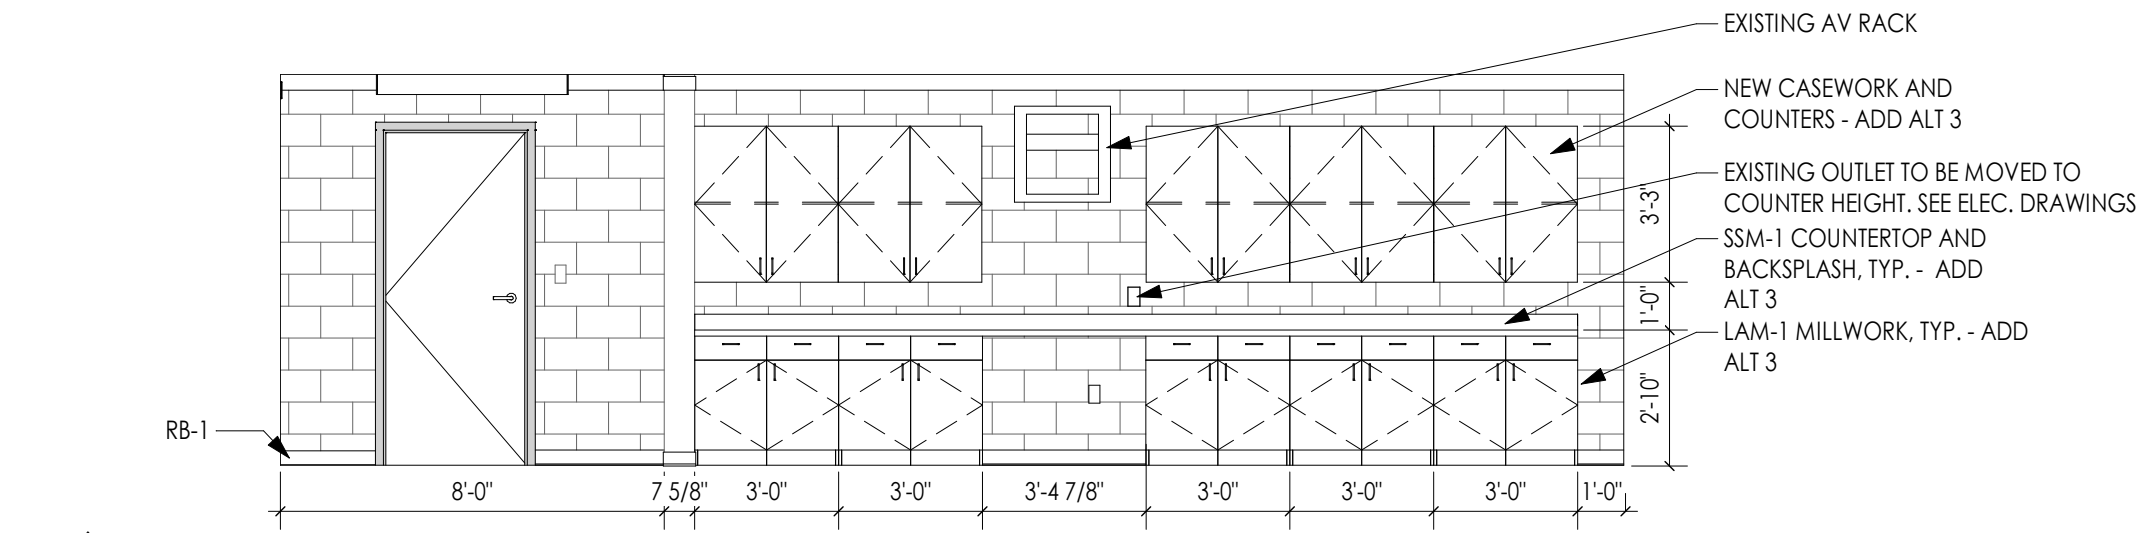 EXISTING AV RACK
NEW CASEWORK AND
COUNTERS - ADD ALT 3
EXISTING OUTLET TO BE MOVED TO
COUNTER HEIGHT. SEE ELEC. DRAWINGS
SSM-1 COUNTERTOP AND
BACKSPLASH, TYP. - ADD
ALT 3
LAM-1 MILLWORK, TYP. - ADD
ALT 3
3'-3"
1'-0"
2'-10"
RB-1
8'-0"
7 5/8"
3'-0"
3'-0"
3'-4 7/8"
3'-0"
3'-0"
3'-0"
1'-0"